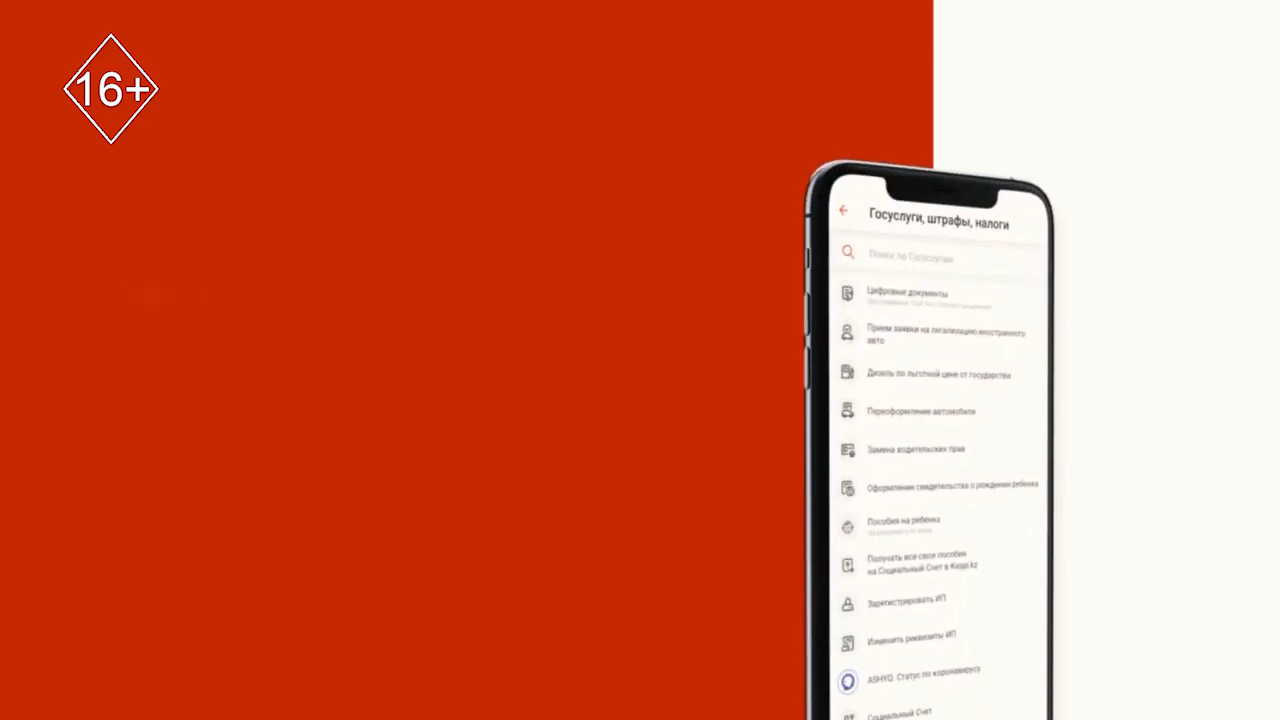 16+
Госуслуги, штрафы, налоги
Поиск по Госуслугам
Цифровые документы
Прием заявки на легализацию иностранного
авто
Дизель по льготной цене от государства
Переоформление автомобиля
Замена водительских прав
Оформление свидетельства о рождении ребенка
Пособия на ребенка
Получать все свои пособия
на Социальный Счет в Kaspi.kz
Зарегистрировать ИП
Изменить реквизиты ИП
ASHYQ. Статус по коронавирусу
Социальный Счет